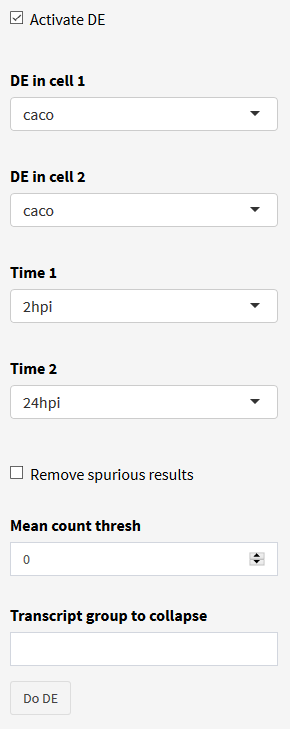 Activate DE
DE in cell 1
caco
DE in cell 2
caco
Time 1
2hpi
Time 2
24hpi
Remove spurious results
Mean count thresh
0
Transcript group to collapse
Do DE